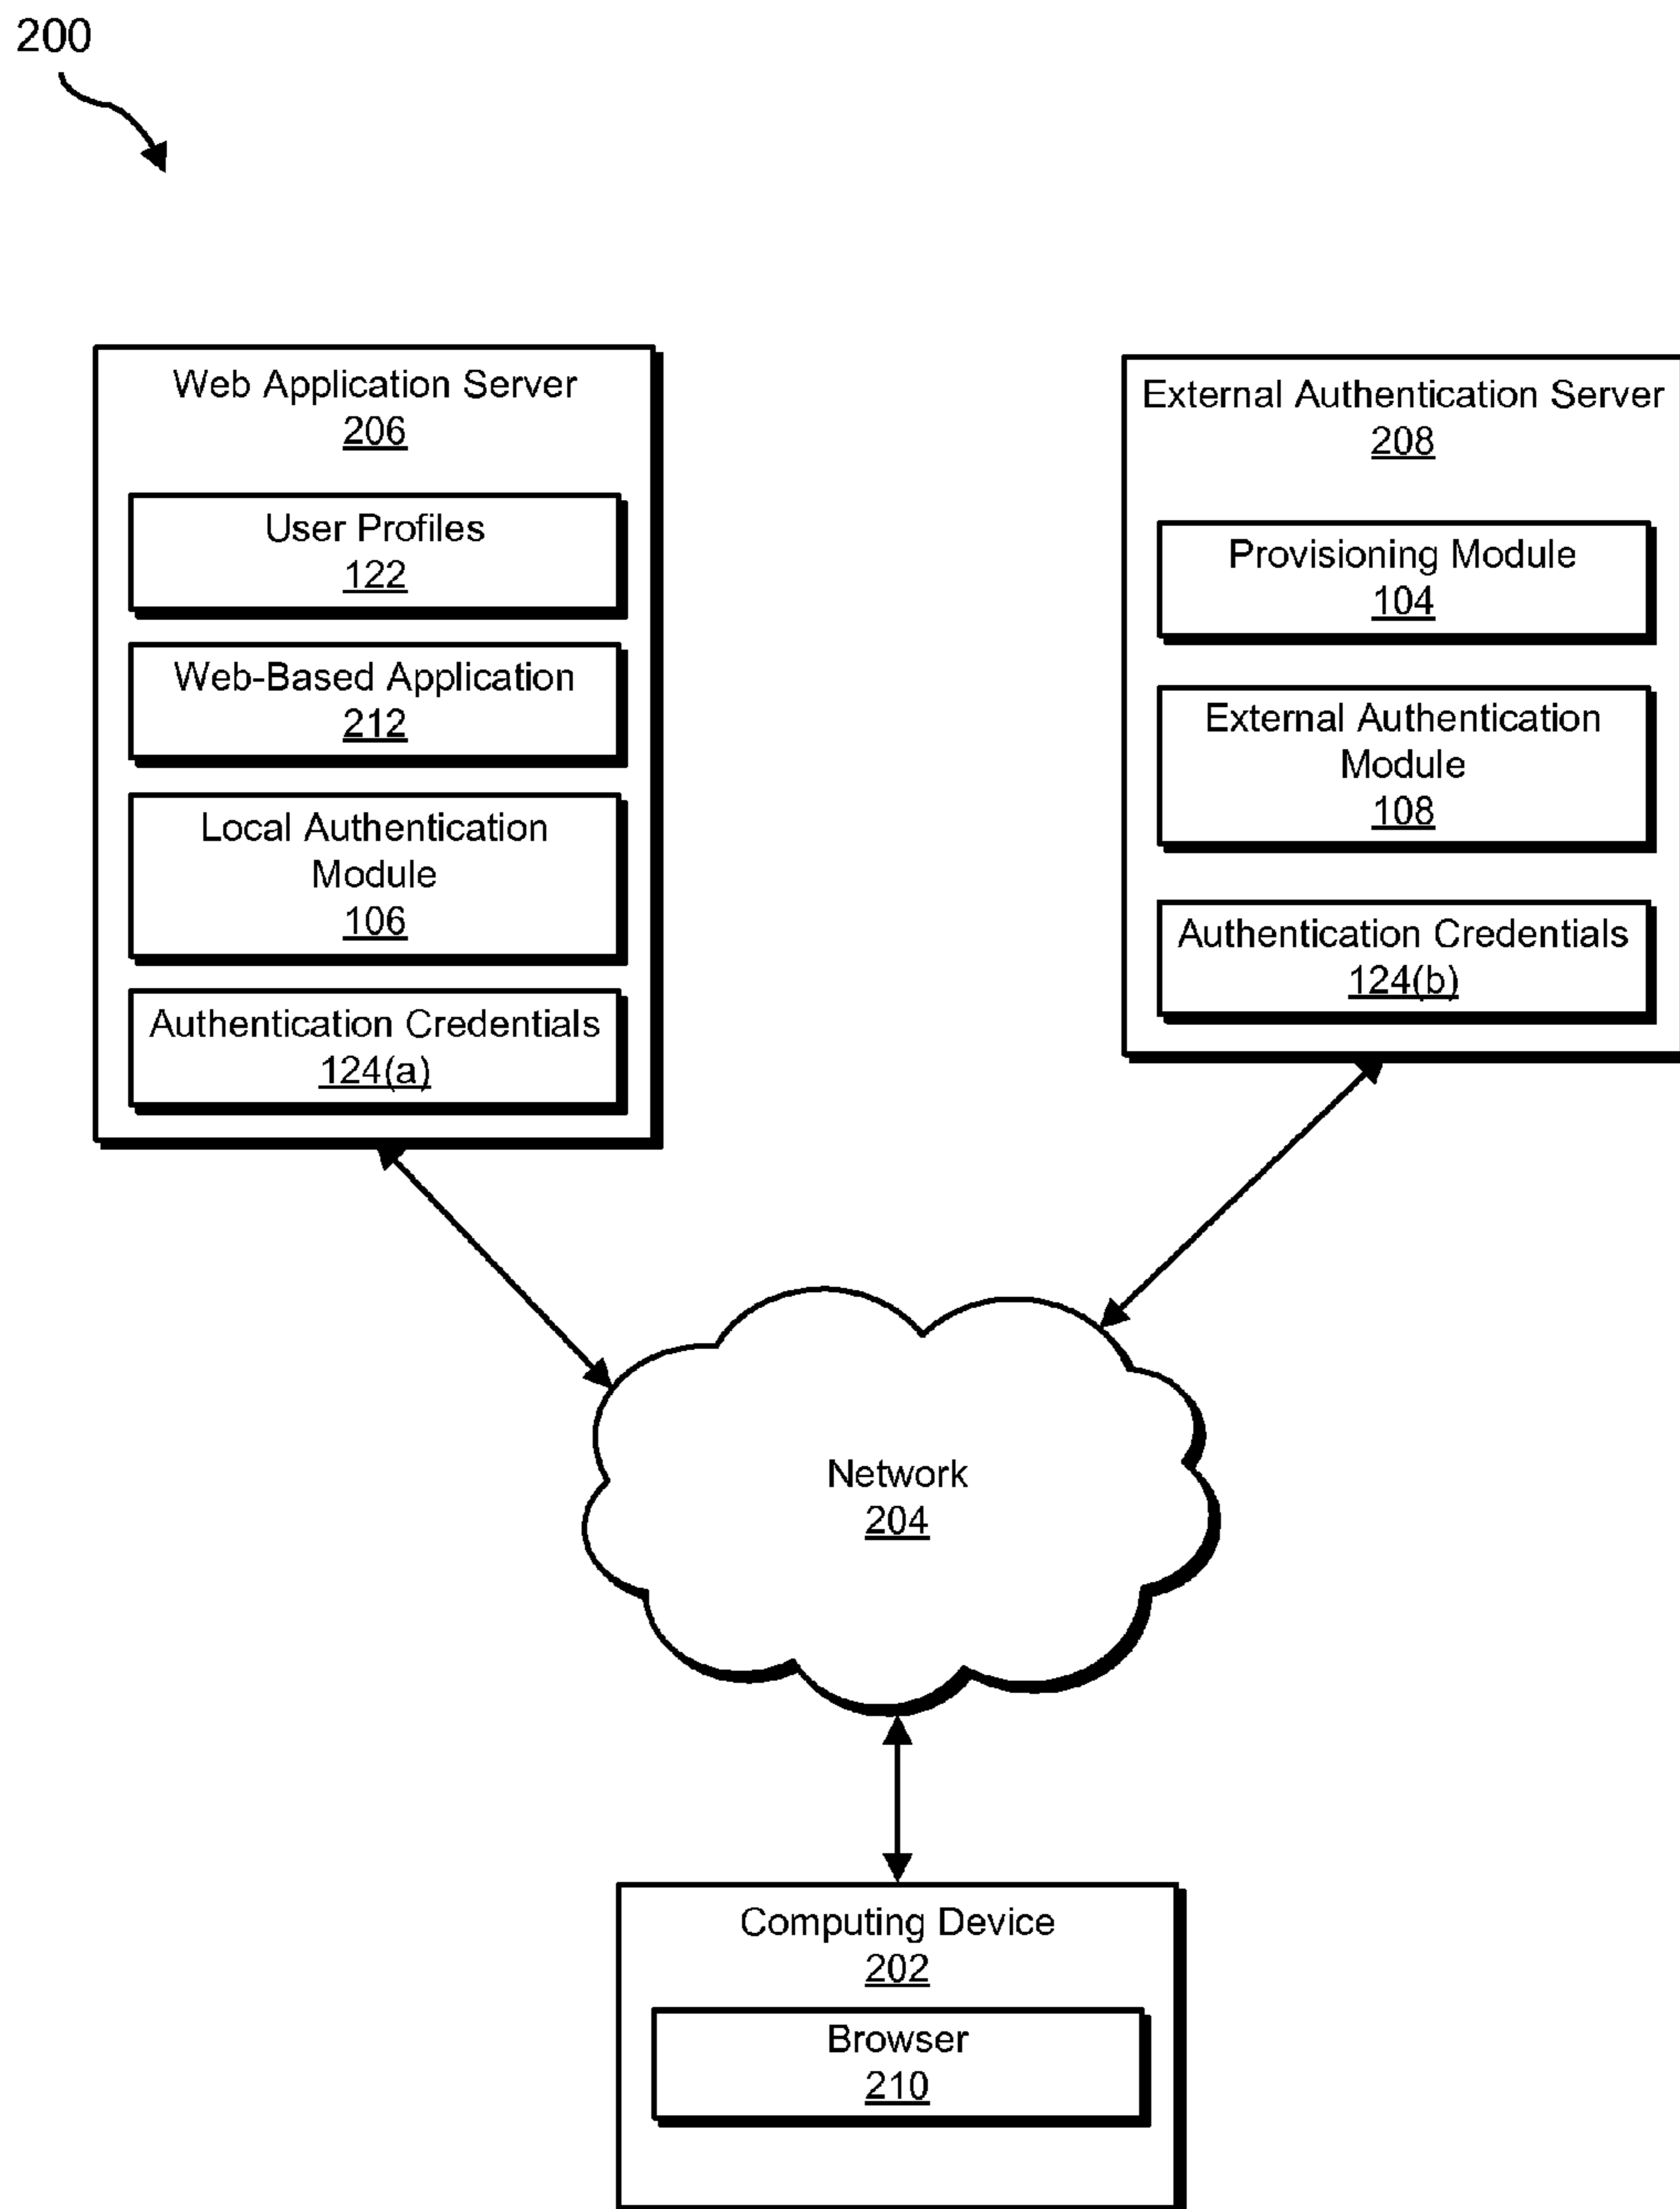 200
Web Application Server
206
User Profiles
122
Web-Based Application
212
Local Authentication
Module
106
Authentication Credentials
124(a)
External Authentication Server
208
Provisioning Module
104
External Authentication
Module
108
Authentication Credentials
124(b)
Network
204
Computing Device
202
Browser
210